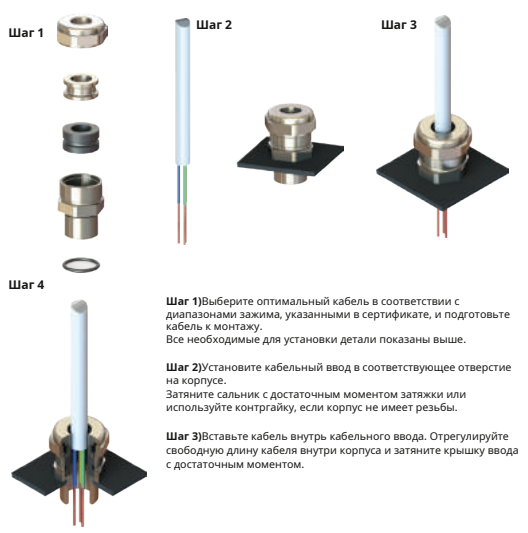 Шаг 1
Шаг 2
Шаг 3
Шаг 4
Шаг 1)Выберите оптимальный кабель в соответствии с
диапазонами зажима, указанными в сертификате, и подготовьте
кабель к монтажу.
Все необходимые для установки детали показаны выше.
Шаг 2)Установите кабельный ввод в соответствующее отверстие
на корпусе.
Затяните сальник с достаточным моментом затяжки или
используйте контргайку, если корпус не имеет резьбы.
Шаг 3)Вставьте кабель внутрь кабельного ввода. Отрегулируйте
свободную длину кабеля внутри корпуса и затяните крышку ввода
с достаточным моментом.